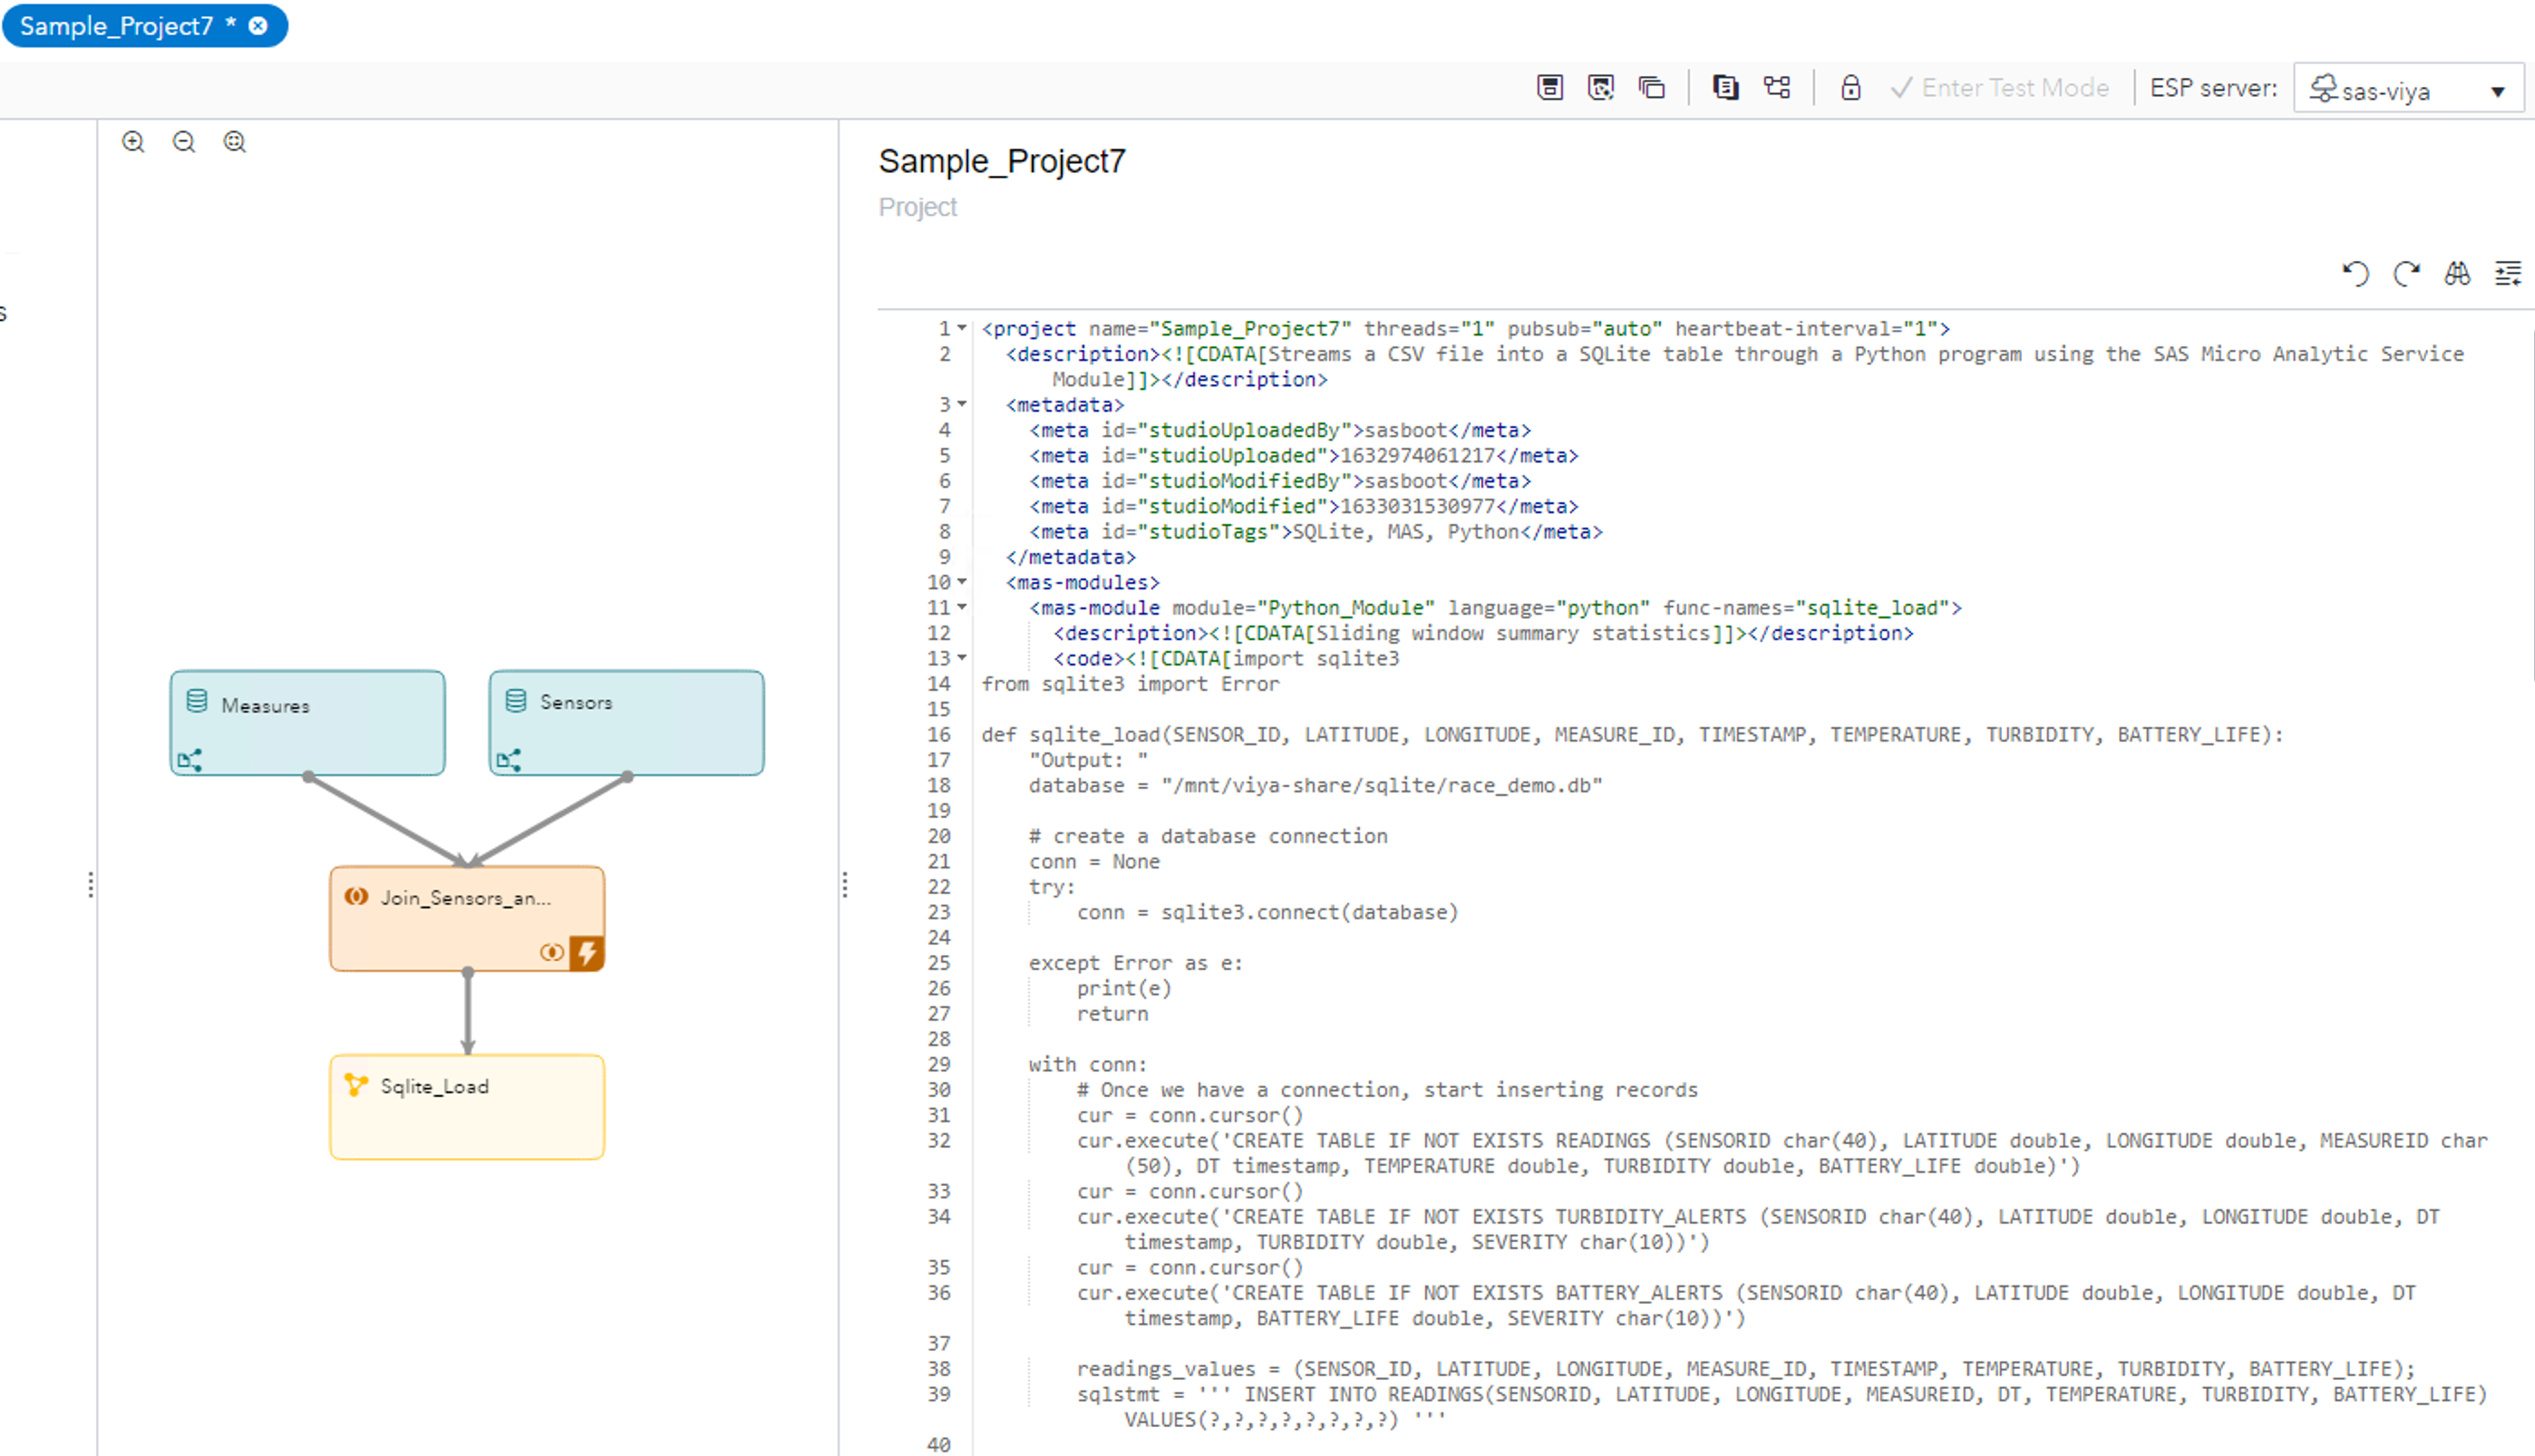 Sample_Project7 *
Enter Test Mode
ESP server:
sas-viya
s
Measures
Sensors
Join_Sensors_an...
Sqlite_Load
Sample_Project7
Project
1 <project name="Sample_Project7" threads="1" pubsub="auto" heartbeat-interval="1">
2 <description><![CDATA[Streams a CSV file into a SQLite table through a Python program using the SAS Micro Analytic Service
Module]]></description>
3 <metadata>
4 <meta id="studioUploadedBy">sasboot</meta>
5 <meta id="studioUploaded">1632974061217</meta>
6 <meta id="studioModifiedBy">sasboot</meta>
7 <meta id="studioModified">1633031530977</meta>
8 <meta id="studioTags">SQLite, MAS, Python</meta>
9 </metadata>
10 <mas-modules>
11 <mas-module module="Python_Module" language="python" func-names="sqlite_load">
12 <description><![CDATA[Sliding window summary statistics]]></description>
13 <code><![CDATA[import sqlite3
14 from sqlite3 import Error
15
16 def sqlite_load(SENSOR_ID, LATITUDE, LONGITUDE, MEASURE_ID, TIMESTAMP, TEMPERATURE, TURBIDITY, BATTERY_LIFE):
17 "Output: "
18 database = "/mnt/viya-share/sqlite/race_demo.db"
19
20 # create a database connection
21 conn = None
22 try:
23 conn = sqlite3.connect(database)
24
25 except Error as e:
26 print(e)
27 return
28
29 with conn:
30 # Once we have a connection, start inserting records
31 cur = conn.cursor()
32 cur.execute('CREATE TABLE IF NOT EXISTS READINGS (SENSORID char(40), LATITUDE double, LONGITUDE double, MEASUREID char
(50), DT timestamp, TEMPERATURE double, TURBIDITY double, BATTERY_LIFE double)')
33 cur = conn.cursor()
34 cur.execute('CREATE TABLE IF NOT EXISTS TURBIDITY_ALERTS (SENSORID char(40), LATITUDE double, LONGITUDE double, DT
timestamp, TURBIDITY double, SEVERITY char(10))')
35 cur = conn.cursor()
36 cur.execute('CREATE TABLE IF NOT EXISTS BATTERY_ALERTS (SENSORID char(40), LATITUDE double, LONGITUDE double, DT
timestamp, BATTERY_LIFE double, SEVERITY char(10))')
37
38 readings_values = (SENSOR_ID, LATITUDE, LONGITUDE, MEASURE_ID, TIMESTAMP, TEMPERATURE, TURBIDITY, BATTERY_LIFE);
39 sqlstmt = ''' INSERT INTO READINGS(SENSORID, LATITUDE, LONGITUDE, MEASUREID, DT, TEMPERATURE, TURBIDITY, BATTERY_LIFE)
VALUES(?,?,?,?,?,?,?,?) '''
40